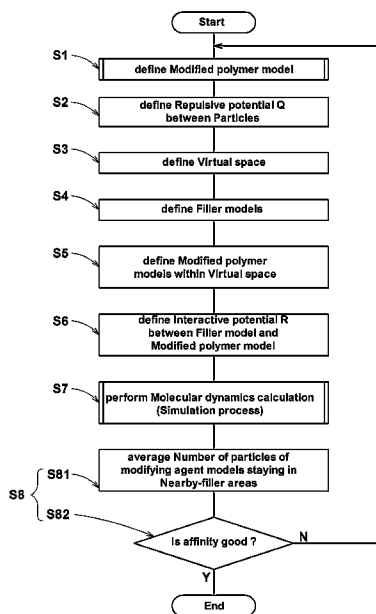 Start
S1
define Modified polymer model
S2
define Repulsive potential Q
between Particles
S3
define Virtual space
S4
define Filler models
S5
define Modified polymer
models within Virtual space
S6
define Interactive potential R
between Filler model and
Modified polymer model
S7
perform Molecular dynamics calculation
(Simulation process)
S8
S81
average Number of particles of
modifying agent models staying in
Nearby-filler areas
S82
Is affinity good ?
N
Y
End